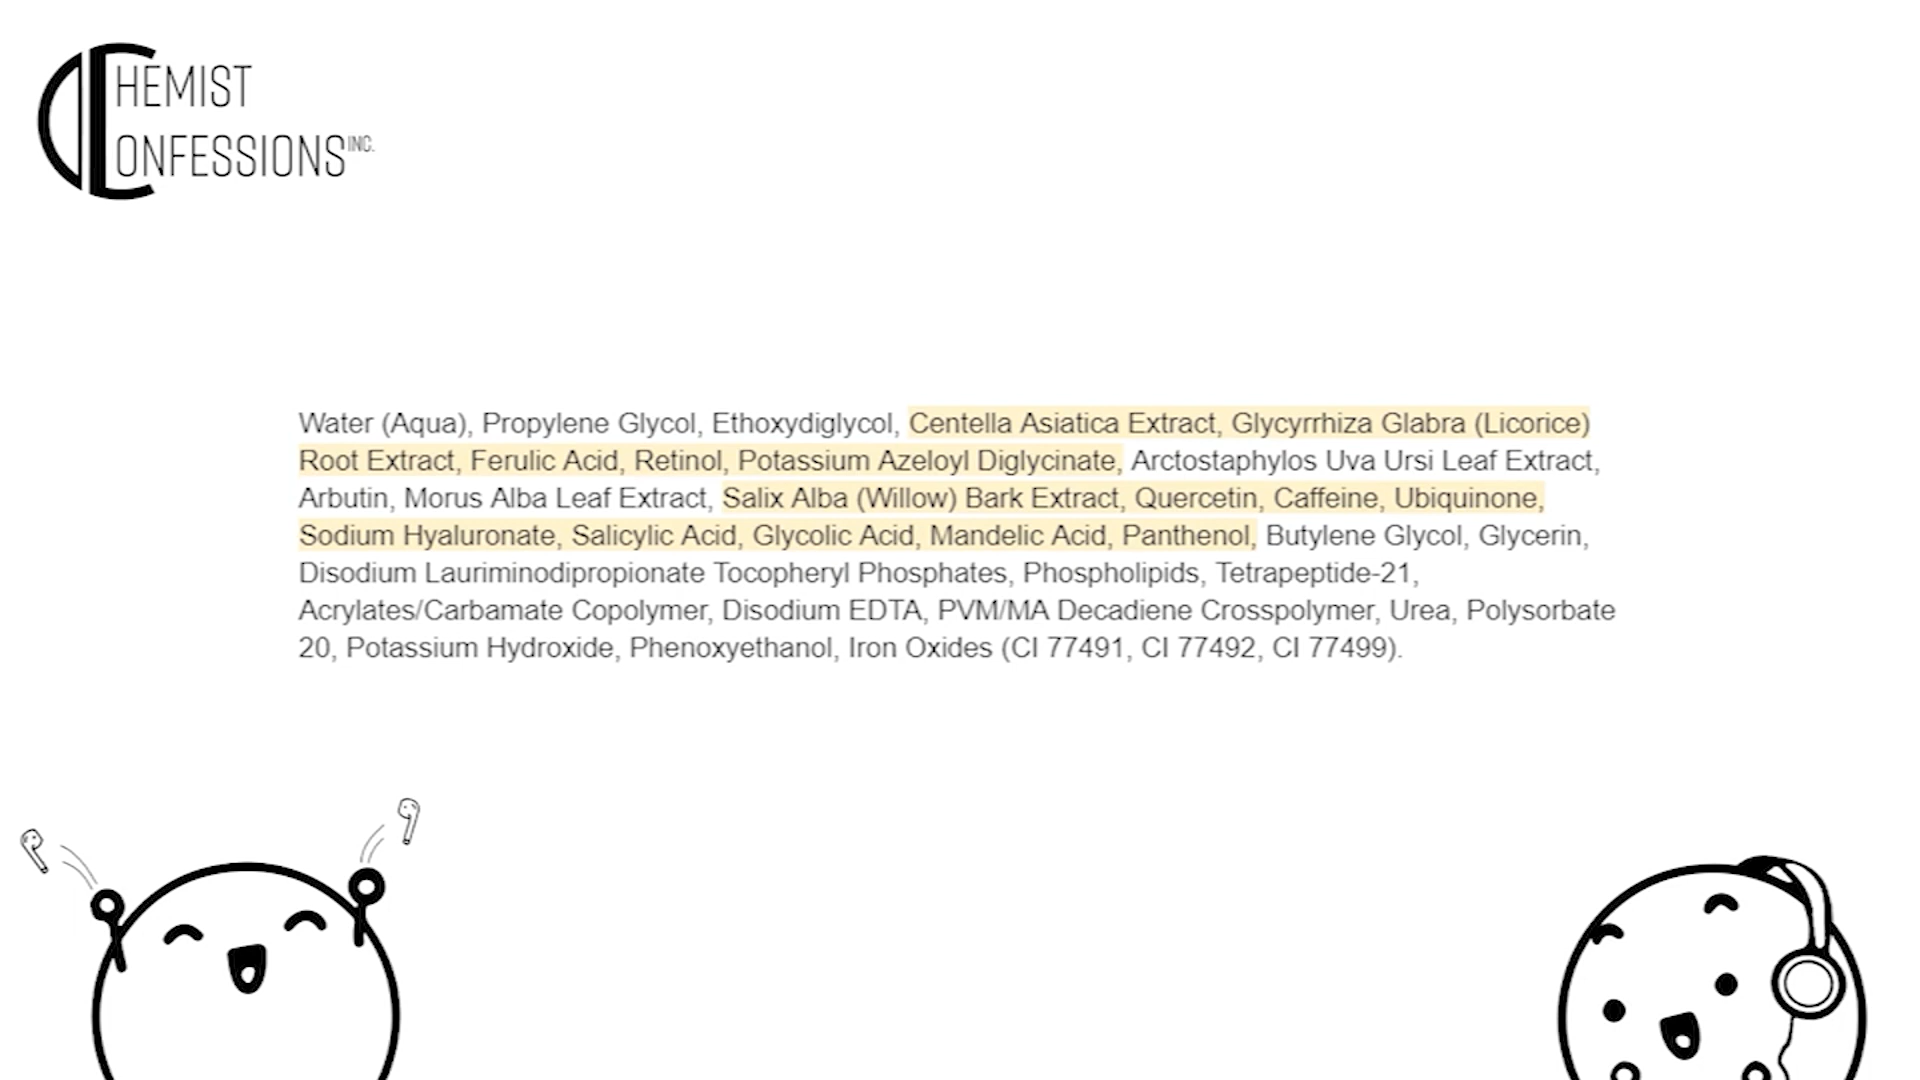 CHEMIST
CONFESSIONS INC.
Water (Aqua), Propylene Glycol, Ethoxydiglycol, Centella Asiatica Extract, Glycyrrhiza Glabra (Licorice)
Root Extract, Ferulic Acid, Retinol, Potassium Azeloyl Diglycinate, Arctostaphylos Uva Ursi Leaf Extract,
Arbutin, Morus Alba Leaf Extract, Salix Alba (Willow) Bark Extract, Quercetin, Caffeine, Ubiquinone,
Sodium Hyaluronate, Salicylic Acid, Glycolic Acid, Mandelic Acid, Panthenol, Butylene Glycol, Glycerin,
Disodium Lauriminodipropionate Tocopheryl Phosphates, Phospholipids, Tetrapeptide-21,
Acrylates/Carbamate Copolymer, Disodium EDTA, PVM/MA Decadiene Crosspolymer, Urea, Polysorbate
20, Potassium Hydroxide, Phenoxyethanol, Iron Oxides (CI 77491, CI 77492, CI 77499).